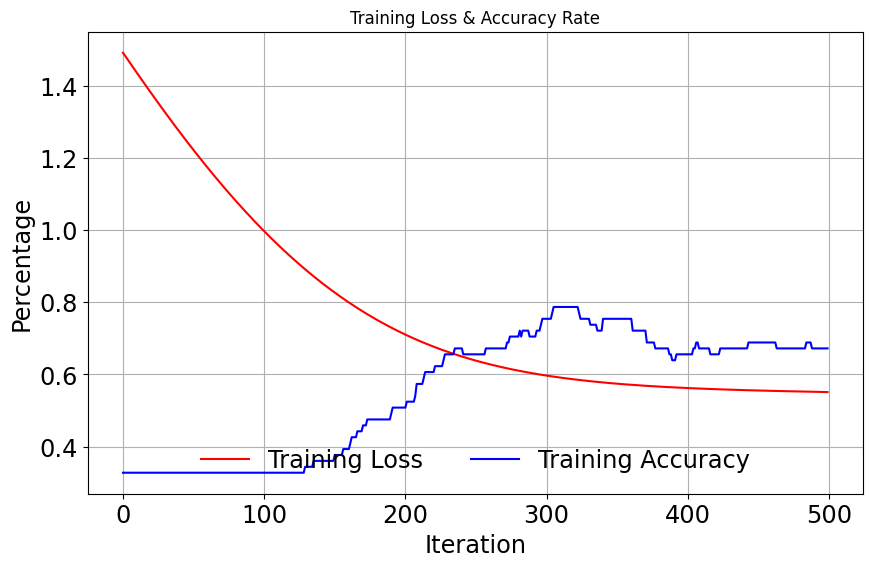 Training Loss & Accuracy Rate
Percentage
1.4
1.2
1.0
0.8
0.6
0.4
Training Loss
Training Accuracy
0 100 200 300 400 500
Iteration